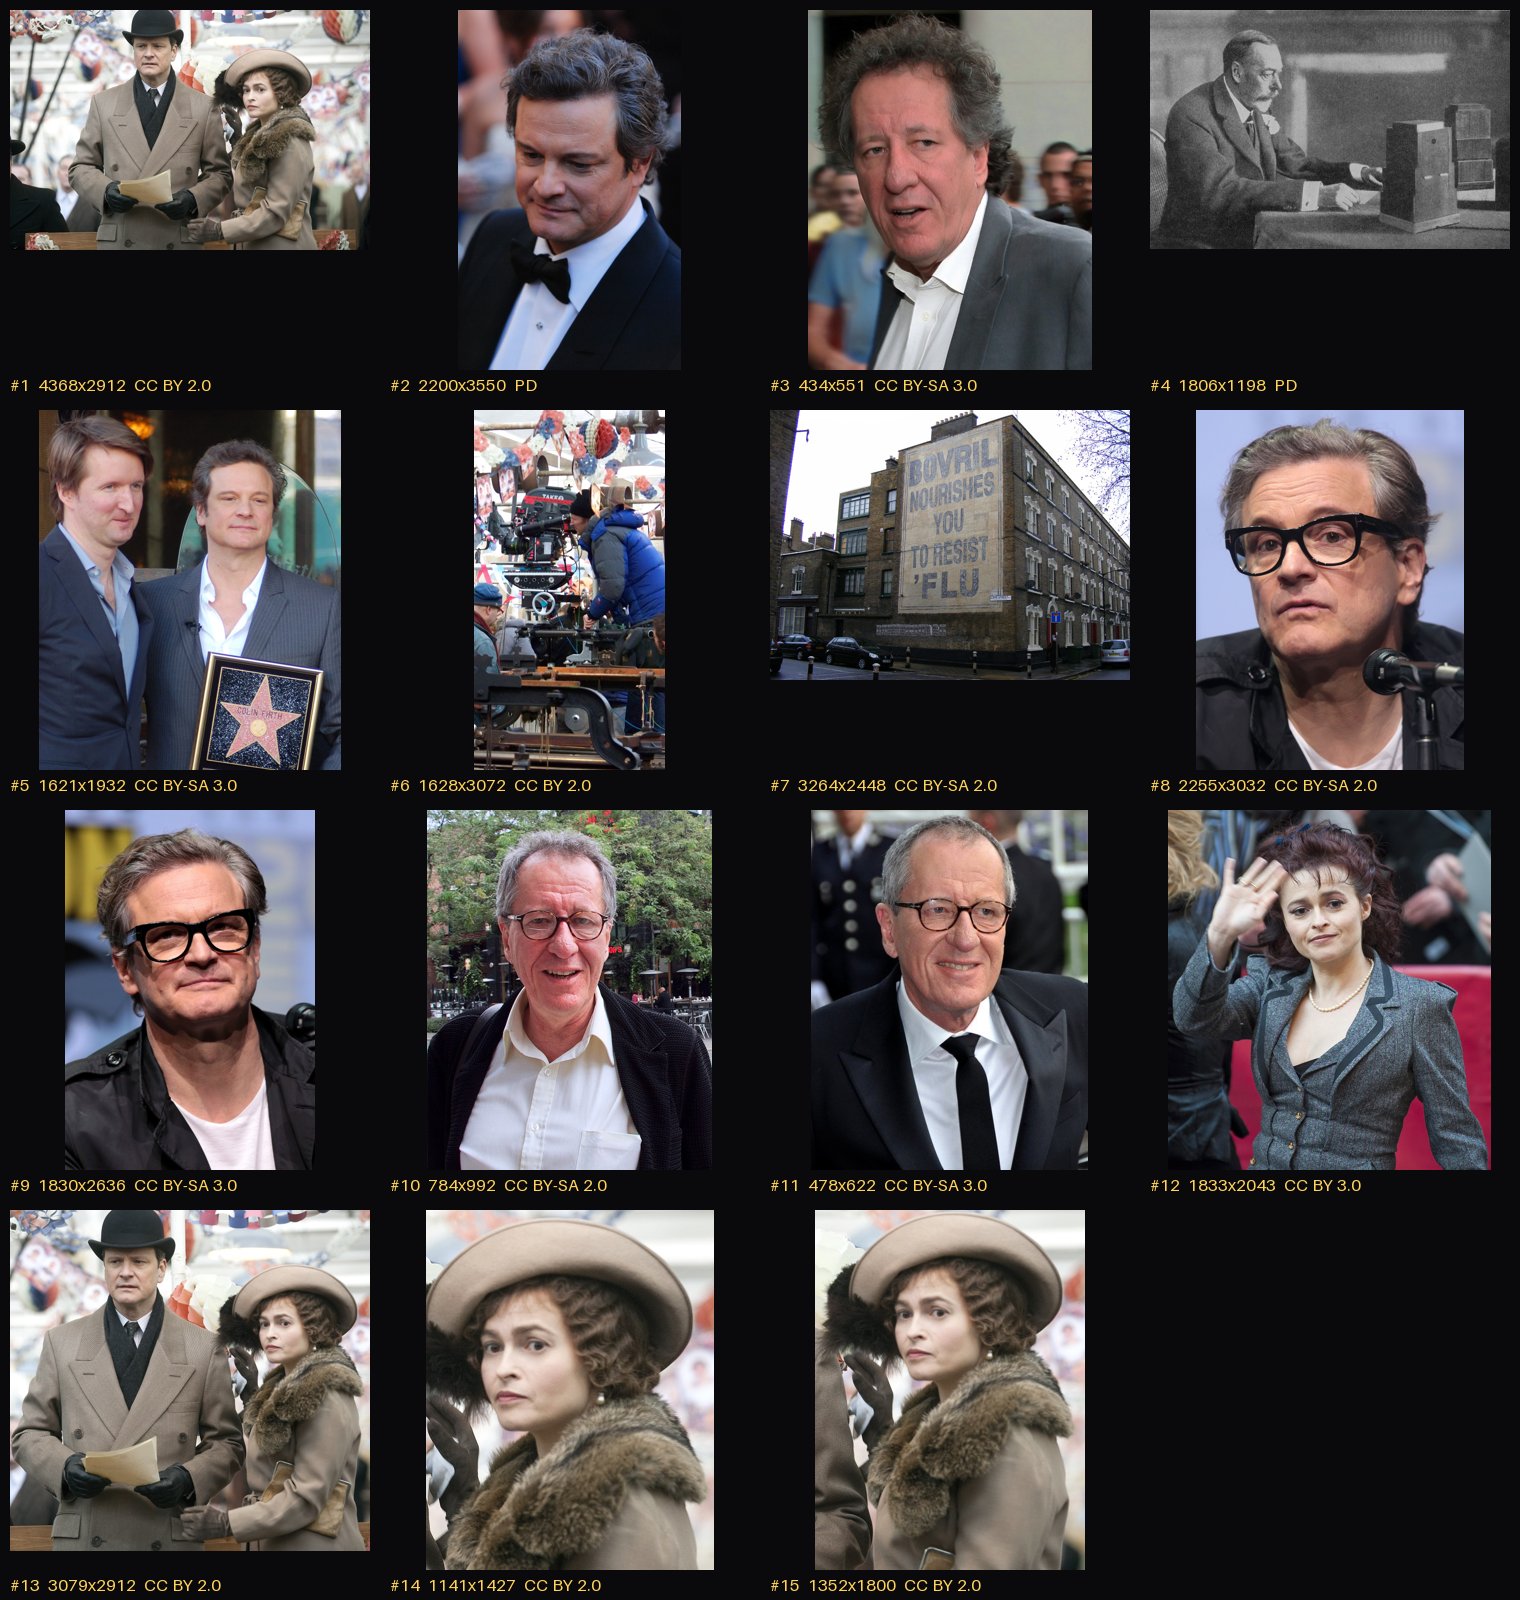 #1 4368x2912 CC BY 2.0
#2 2200x3550 PD
#3 434x551 CC BY-SA 3.0
#4 1806x1198 PD
COLIN FIRTH
TAKEO
BOVRIL
NOURISHES
YOU
TO RESIST
'FLU
#5 1621x1932 CC BY-SA 3.0
#6 1628x3072 CC BY 2.0
#7 3264x2448 CC BY-SA 2.0
#8 2255x3032 CC BY-SA 2.0
#9 1830x2636 CC BY-SA 3.0
#10 784x992 CC BY-SA 2.0
#11 478x622 CC BY-SA 3.0
#12 1833x2043 CC BY 3.0
#13 3079x2912 CC BY 2.0
#14 1141x1427 CC BY 2.0
#15 1352x1800 CC BY 2.0